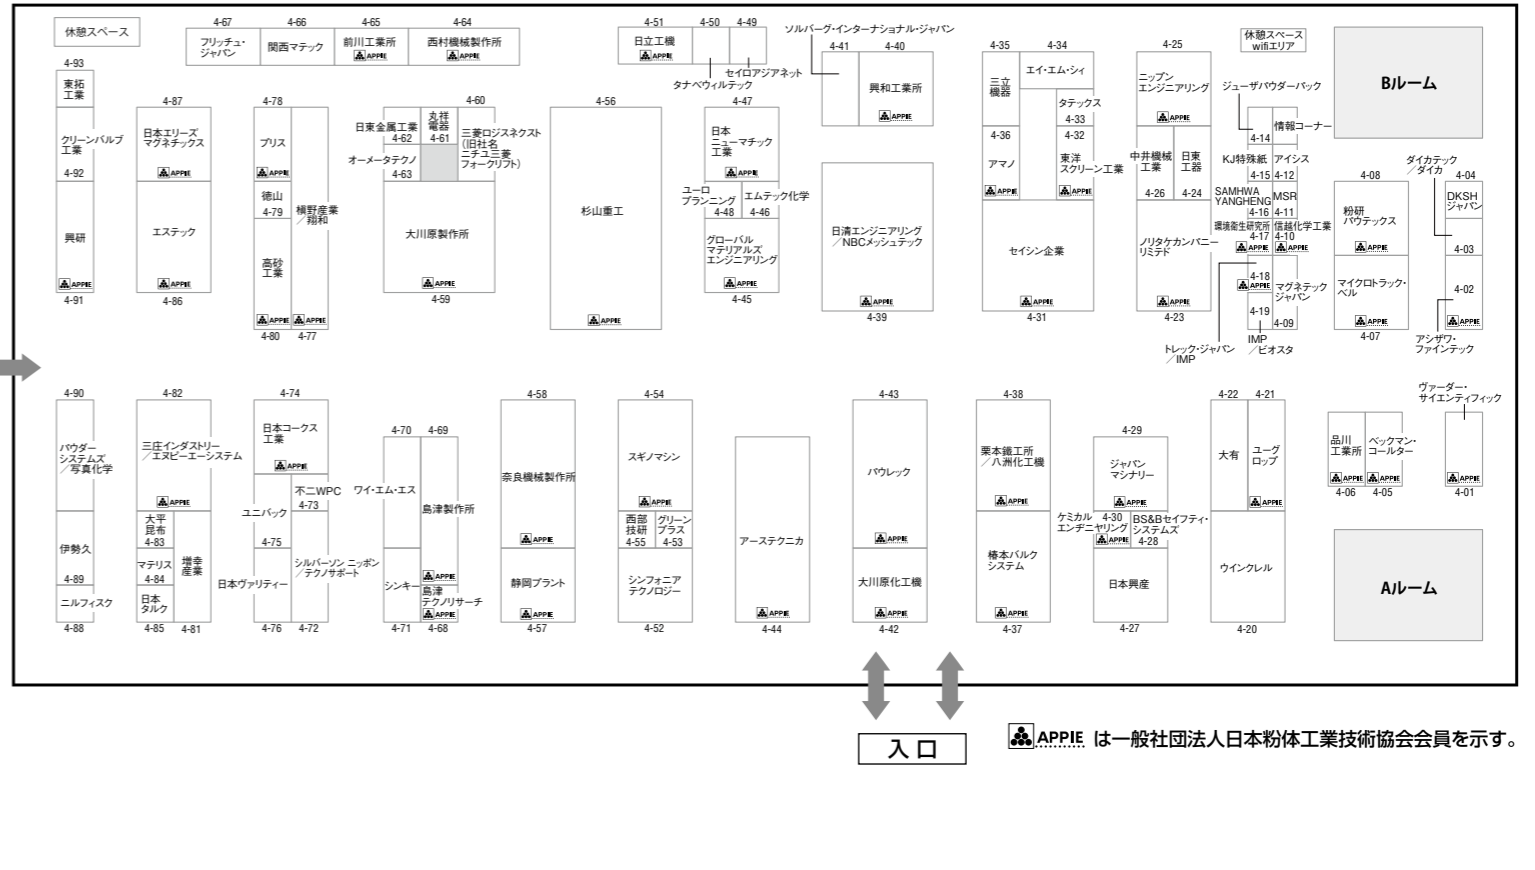 休憩スペース
4-67
フリッチュ・
ジャパン
4-66
関西マテック
4-65
前川工業所
APPIE
4-64
西村機械製作所
APPIE
4-51
日立工機
APPIE
4-50
4-49
セイロアジアネット
タナベウィルテック
ソルバーグ・インターナショナル・ジャパン
4-41
4-40
興和工業所
APPIE
4-35
三立
機器
4-34
エイ・エム・シィ
タテックス
4-33
4-36
アマノ
APPIE
4-32
東洋
スクリーン工業
セイシン企業
APPIE
4-31
4-25
ニッポン
エンジニアリング
APPIE
中井機械
工業
4-26
日東
工器
4-24
ノリタケカンパニー
リミテド
APPIE
4-23
休憩スペース
wifiエリア
ジューザパウダーパック
4-14
情報コーナー
KJ特殊紙
4-15
アイシス
4-12
SAMHWA
YANGHENG
4-16
MSR
4-11
環境衛生研究所
4-17
APPIE
信越化学工業
4-10
APPIE
4-18
APPIE
マグネテック
ジャパン
4-19
4-09
IMP
／ビオスタ
トレック・ジャパン
／IMP
Bルーム
ダイカテック
／ダイカ
4-08
粉研
パウテックス
APPIE
マイクロトラック・
ベル
APPIE
4-07
4-04
DKSH
ジャパン
4-03
4-02
APPIE
アシザワ・
ファインテック
4-93
東拓
工業
クリーンバルブ
工業
4-92
興研
APPIE
4-91
4-87
日本エリーズ
マグネチックス
APPIE
エステック
APPIE
4-86
4-78
プリス
APPIE
徳山
4-79
槇野産業
／翔和
高砂
工業
APPIE
APPIE
4-80
4-77
日東金属工業
4-62
丸祥
電器
4-61
4-60
三菱ロジスネクスト
（旧社名
ニチユ三菱
フォークリフト）
オーメータテクノ
4-63
大川原製作所
APPIE
4-59
4-56
杉山重工
APPIE
4-47
日本
ニューマチック
工業
APPIE
ユーロ
プランニング
4-48
エムテック化学
4-46
グローバル
マテリアルズ
エンジニアリング
APPIE
4-45
日清エンジニアリング
／NBCメッシュテック
APPIE
4-39
4-90
パウダー
システムズ
／写真化学
伊勢久
4-89
ニルフィスク
4-88
4-82
三庄インダストリー
／エヌピーエーシステム
APPIE
大平
昆布
4-83
マテリス
4-84
日本
タルク
4-85
増幸
産業
4-81
4-74
日本コークス
工業
APPIE
ユニバック
4-75
不二WPC
4-73
シルバーソン ニッポン
／テクノサポート
日本ヴァリティー
4-76
4-72
4-70
ワイ・エム・エス
4-69
島津製作所
APPIE
シンキー
4-71
島津
テクノリサーチ
APPIE
4-68
4-58
奈良機械製作所
APPIE
静岡プラント
APPIE
4-57
4-54
スギノマシン
APPIE
西部
技研
4-55
グリーン
プラス
4-53
シンフォニア
テクノロジー
4-52
アーステクニカ
APPIE
4-44
4-43
パウレック
APPIE
大川原化工機
APPIE
4-42
4-38
栗本鐵工所
／八洲化工機
APPIE
椿本バルク
システム
APPIE
4-37
4-29
ジャパン
マシナリー
APPIE
ケミカル
エンヂニヤリング
4-30
APPIE
BS&Bセイフティ・
システムズ
4-28
日本興産
4-27
4-22
大有
4-21
ユーグ
ロップ
APPIE
ウインクレル
4-20
品川
工業所
APPIE
4-06
ベックマン・
コールター
APPIE
4-05
ヴァーダー・
サイエンティフィック
APPIE
4-01
Aルーム
入口
APPIE は一般社団法人日本粉体工業技術協会会員を示す。